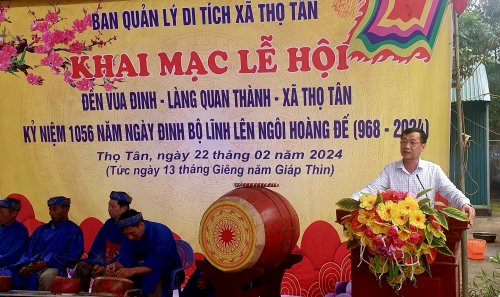 BAN QUẢN LÝ DI TÍCH XÃ THỌ TÂN
KHAI MẠC LỄ HỘI
ĐỀN VUA ĐINH - LÀNG QUAN THÀNH - XÃ THỌ TÂN
KỶ NIỆM 1056 NĂM NGÀY ĐINH BỘ LĨNH LÊN NGÔI HOÀNG ĐẾ (968 - 2024)
Thọ Tân, ngày 22 tháng 02 năm 2024
(Tức ngày 13 tháng Giêng năm Giáp Thìn)